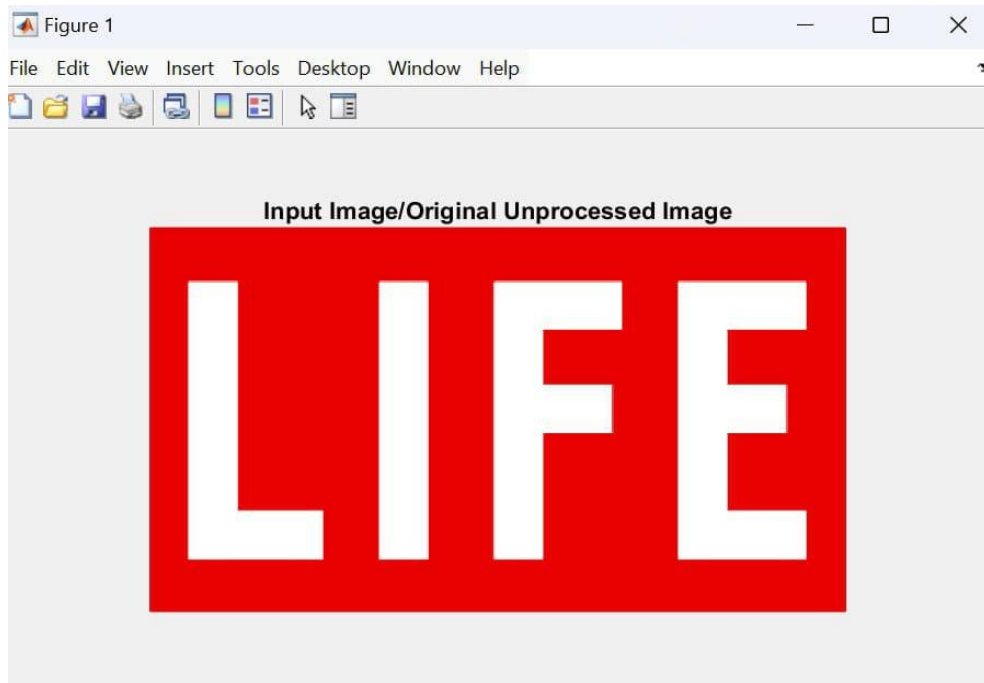 Figure 1
File Edit View Insert Tools Desktop Window Help
Input Image/Original Unprocessed Image
LIFE